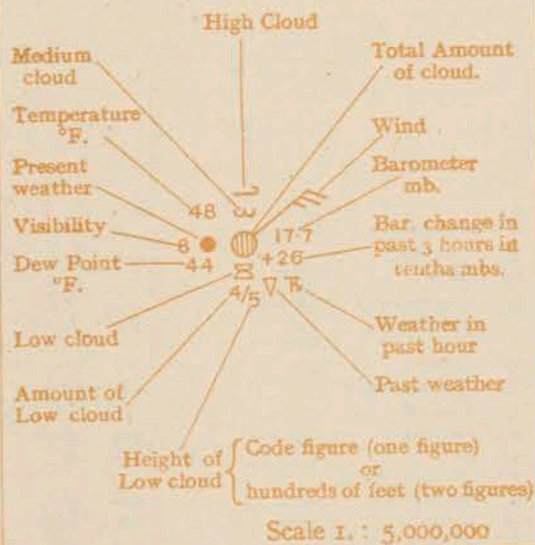 High Cloud
Medium
cloud
Total Amount
of cloud.
Temperature
°F.
Wind
Present
weather
Barometer
mb.
48
Visibility
8
17·7
Bar. change in
past 3 hours in
tenths mbs.
Dew Point
°F.
44
+26
4/5
Low cloud
Weather in
past hour
Amount of
Low cloud
Past weather
Height of
Low cloud
Code figure (one figure)
or
hundreds of feet (two figures)
Scale 1. : 5,000,000